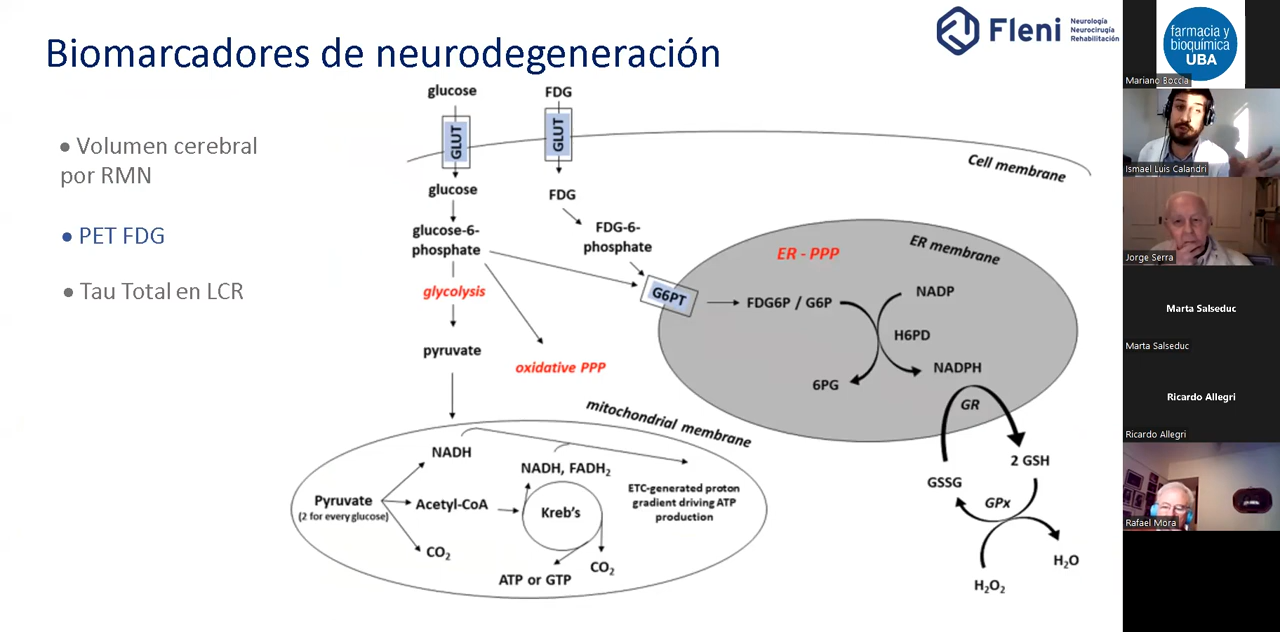 Biomarcadores de neurodegeneración
Fleni
Neurología
Neurocirugía
Rehabilitación
● Volumen cerebral
por RMN
● PET FDG
● Tau Total en LCR
glucose
FDG
GLUT
GLUT
Cell membrane
glucose
FDG
glucose-6-
phosphate
FDG-6-
phosphate
ER - PPP
ER membrane
glycolysis
G6PT
FDG6P / G6P
NADP
H6PD
NADPH
6PG
pyruvate
oxidative PPP
GR
mitochondrial membrane
NADH
NADH, FADH₂
2 GSH
GSSG
GPx
ETC-generated proton
gradient driving ATP
production
Pyruvate
(2 for every glucose)
Acetyl-CoA
Kreb's
CO₂
CO₂
ATP or GTP
H₂O
H₂O₂
farmacia y
bioquímica
UBA
Mariano Boccia
Ismael Luis Calandri
Jorge Serra
Marta Salseduc
Marta Salseduc
Ricardo Allegri
Ricardo Allegri
Rafael Mora